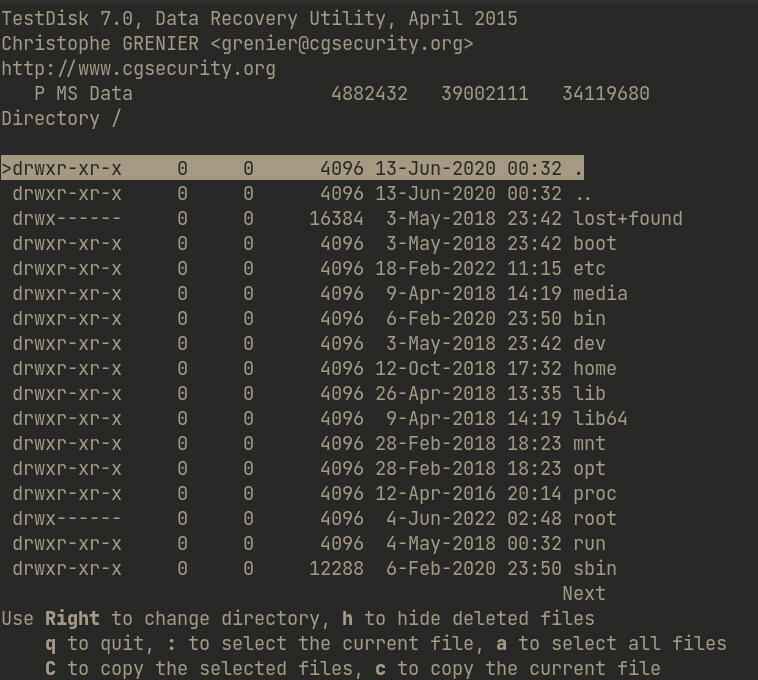 TestDisk 7.0, Data Recovery Utility, April 2015
Christophe GRENIER <grenier@cgsecurity.org>
http://www.cgsecurity.org
   P MS Data                  4882432   39002111   34119680
Directory /

>drwxr-xr-x     0     0      4096 13-Jun-2020 00:32 .
 drwxr-xr-x     0     0      4096 13-Jun-2020 00:32 ..
 drwx------     0     0     16384  3-May-2018 23:42 lost+found
 drwxr-xr-x     0     0      4096  3-May-2018 23:42 boot
 drwxr-xr-x     0     0      4096 18-Feb-2022 11:15 etc
 drwxr-xr-x     0     0      4096  9-Apr-2018 14:19 media
 drwxr-xr-x     0     0      4096  6-Feb-2020 23:50 bin
 drwxr-xr-x     0     0      4096  3-May-2018 23:42 dev
 drwxr-xr-x     0     0      4096 12-Oct-2018 17:32 home
 drwxr-xr-x     0     0      4096 26-Apr-2018 13:35 lib
 drwxr-xr-x     0     0      4096  9-Apr-2018 14:19 lib64
 drwxr-xr-x     0     0      4096 28-Feb-2018 18:23 mnt
 drwxr-xr-x     0     0      4096 28-Feb-2018 18:23 opt
 drwxr-xr-x     0     0      4096 12-Apr-2016 20:14 proc
 drwx------     0     0      4096  4-Jun-2022 02:48 root
 drwxr-xr-x     0     0      4096  4-May-2018 00:32 run
 drwxr-xr-x     0     0     12288  6-Feb-2020 23:50 sbin
                                                   Next
Use Right to change directory, h to hide deleted files
    q to quit, : to select the current file, a to select all files
    C to copy the selected files, c to copy the current file